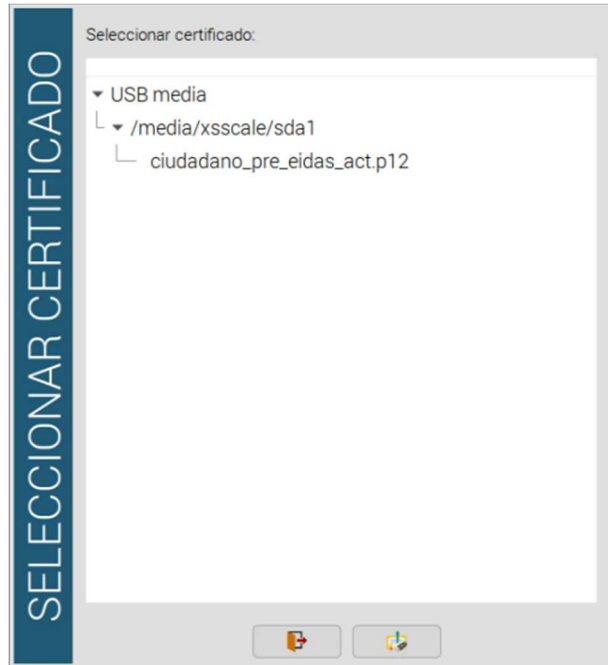 SELECCIONAR CERTIFICADO
Seleccionar certificado:
USB media
/media/xsscale/sda1
ciudadano_pre_eidas_act.p12